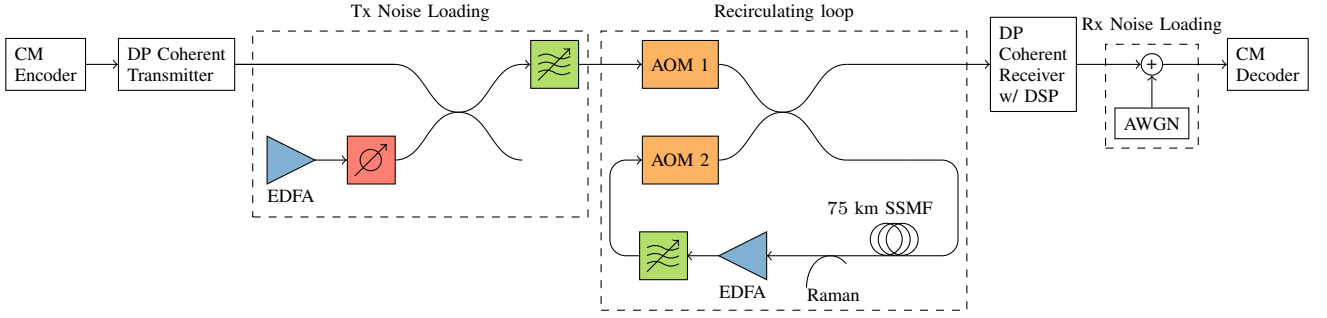 Tx Noise Loading
Recirculating loop
CM
Encoder
DP Coherent
Transmitter
EDFA
AOM 1
AOM 2
75 km SSMF
EDFA
Raman
DP
Coherent
Receiver
w/ DSP
Rx Noise Loading
+
AWGN
CM
Decoder